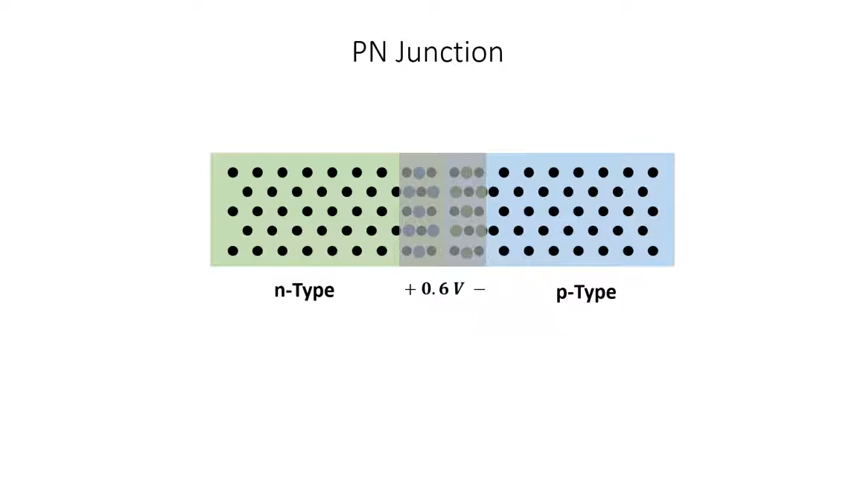 PN Junction
n-Type
+ 0.6 V −
p-Type